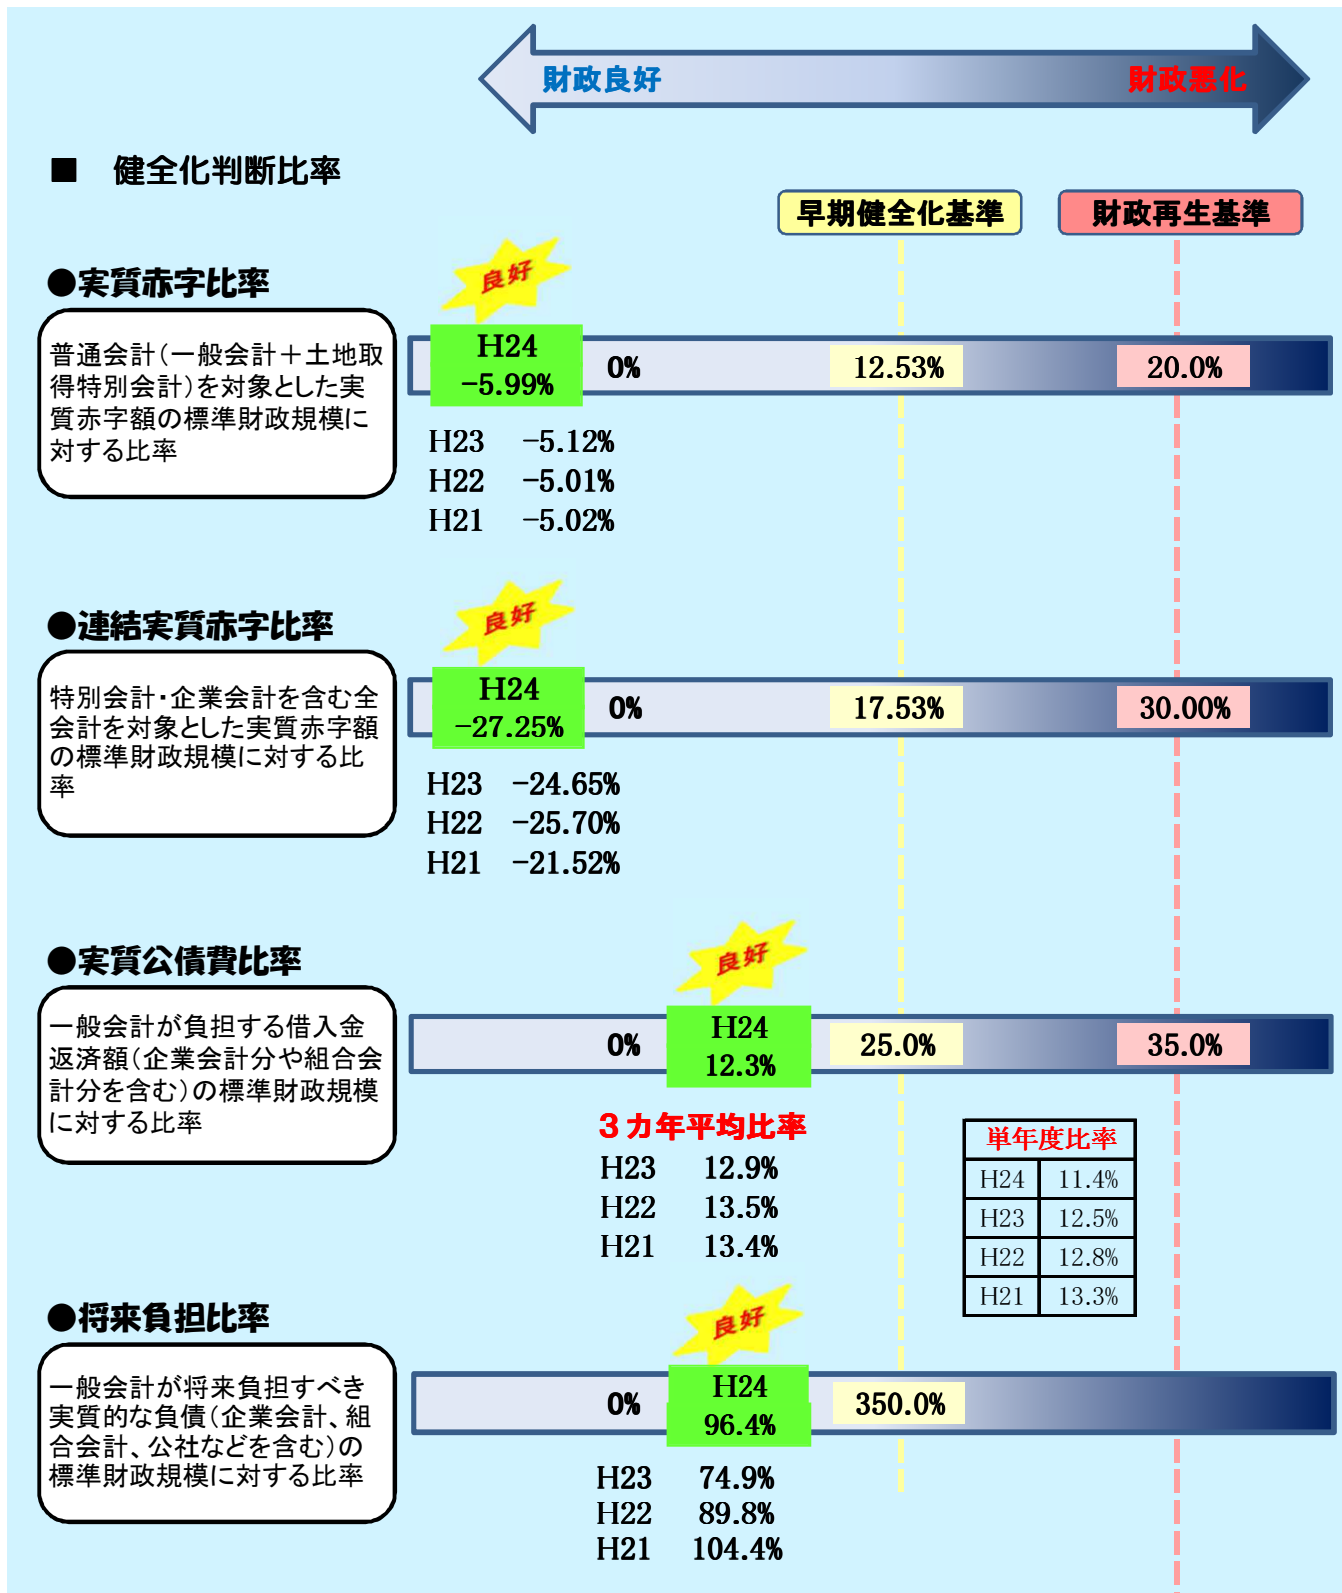 財政良好
財政悪化
■ 健全化判断比率
早期健全化基準
財政再生基準
●実質赤字比率
良好
普通会計(一般会計＋土地取
得特別会計)を対象とした実
質赤字額の標準財政規模に
対する比率
H24
-5.99%
0%
12.53%
20.0%
H23 -5.12%
H22 -5.01%
H21 -5.02%
●連結実質赤字比率
良好
特別会計・企業会計を含む全
会計を対象とした実質赤字額
の標準財政規模に対する比
率
H24
-27.25%
0%
17.53%
30.00%
H23 -24.65%
H22 -25.70%
H21 -21.52%
●実質公債費比率
良好
一般会計が負担する借入金
返済額(企業会計分や組合会
計分を含む)の標準財政規模
に対する比率
0%
H24
12.3%
25.0%
35.0%
３カ年平均比率
H23 12.9%
H22 13.5%
H21 13.4%
単年度比率
H24 11.4%
H23 12.5%
H22 12.8%
H21 13.3%
●将来負担比率
良好
一般会計が将来負担すべき
実質的な負債(企業会計、組
合会計、公社などを含む)の
標準財政規模に対する比率
0%
H24
96.4%
350.0%
H23 74.9%
H22 89.8%
H21 104.4%